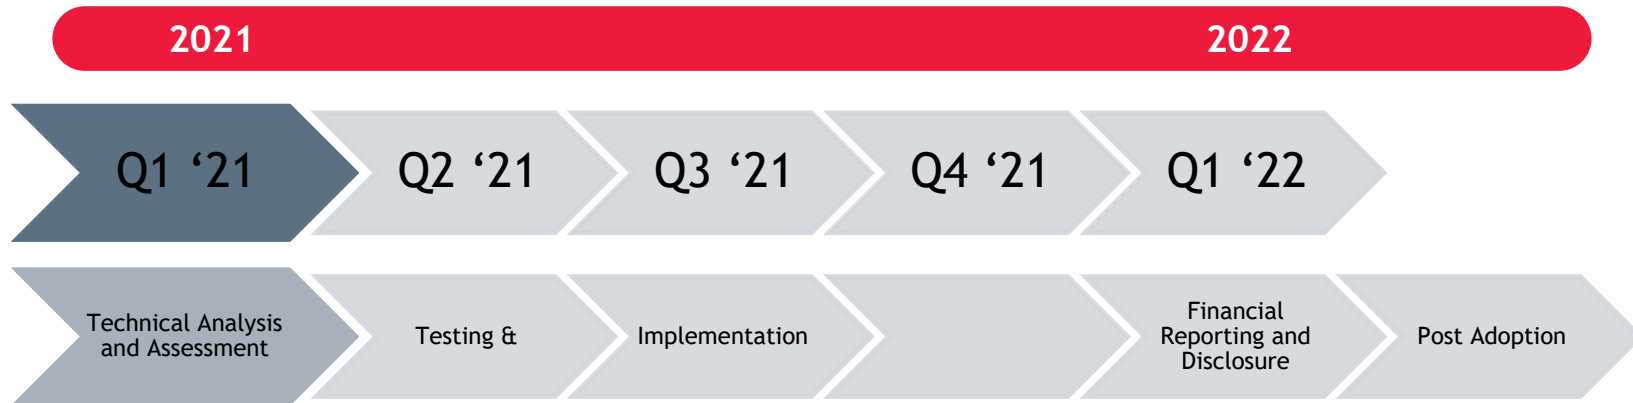 2021
2022
Q1 ‘21
Q2 ‘21
Q3 ‘21
Q4 ‘21
Q1 ‘22
Technical Analysis
and Assessment
Testing &
Implementation
Financial
Reporting and
Disclosure
Post Adoption